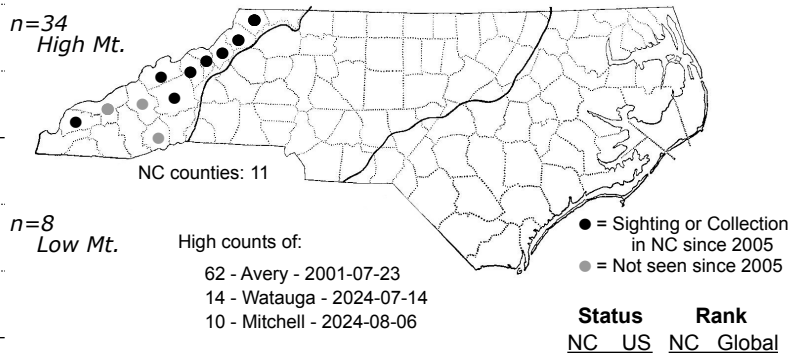 n=34
High Mt.
NC counties: 11
n=8
Low Mt.
High counts of:
62 - Avery - 2001-07-23
14 - Watauga - 2024-07-14
10 - Mitchell - 2024-08-06
= Sighting or Collection
in NC since 2005
= Not seen since 2005
Status Rank
NC US NC Global